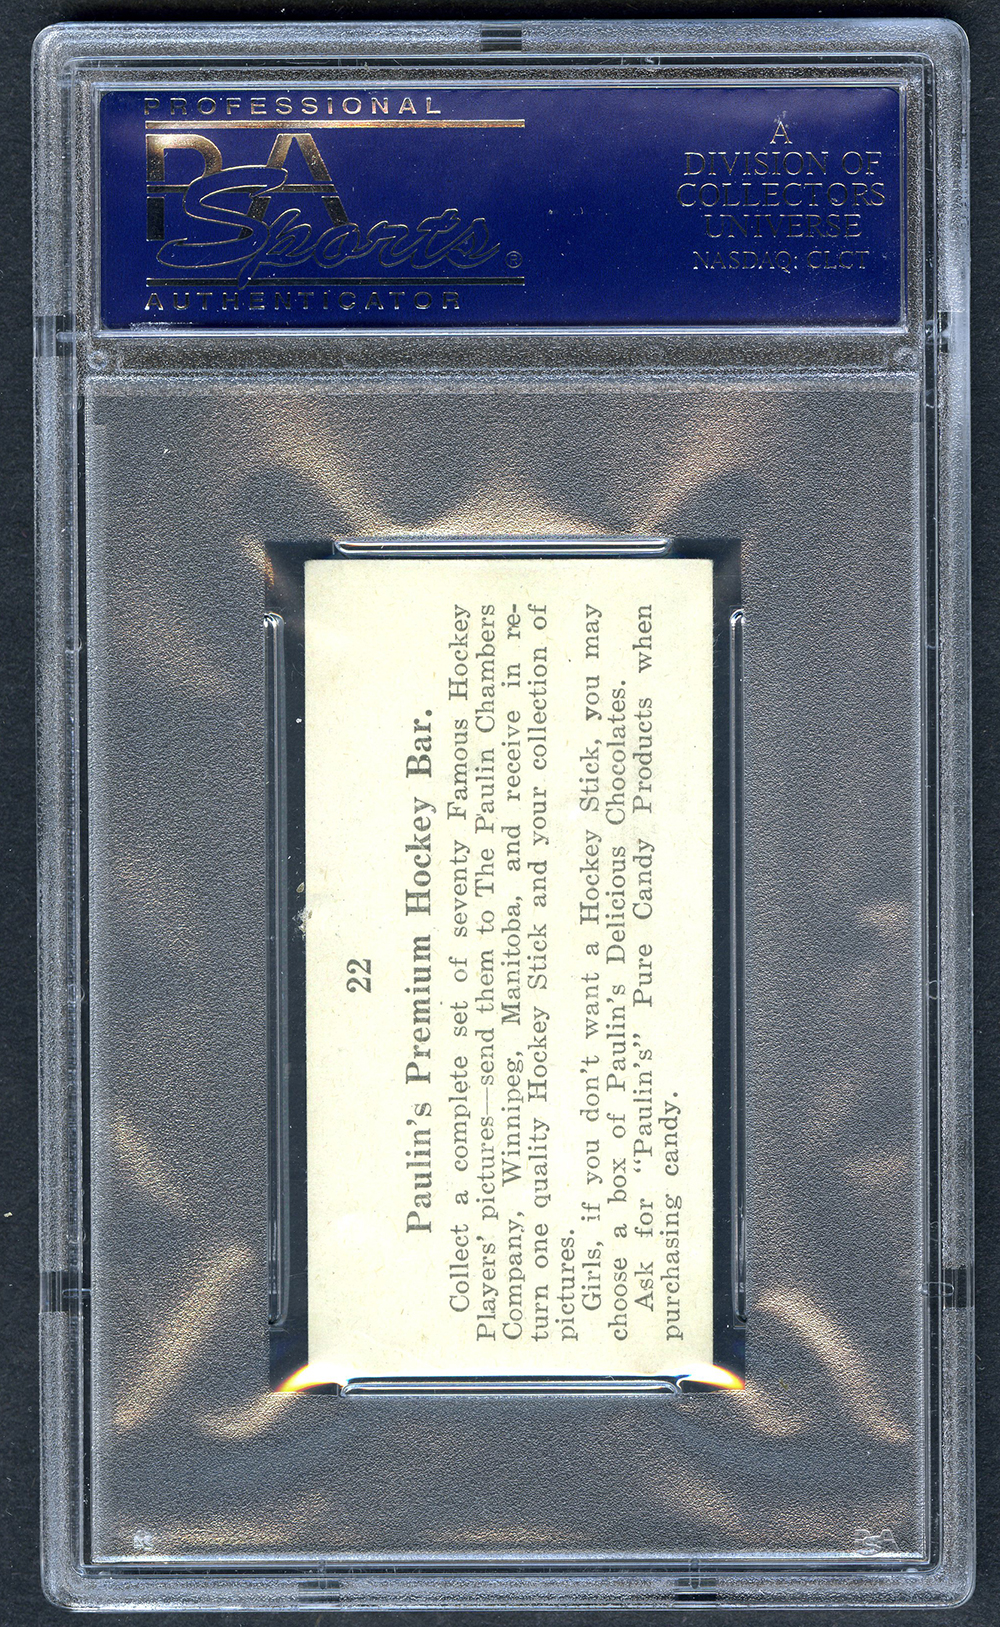 PROFESSIONAL
PSA
Sports®
AUTHENTICATOR
A
DIVISION OF
COLLECTORS
UNIVERSE
NASDAQ: CLCT
22
Paulin's Premium Hockey Bar.
Collect a complete set of seventy Famous Hockey
Players' pictures—send them to The Paulin Chambers
Company, Winnipeg, Manitoba, and receive in re-
turn one quality Hockey Stick and your collection of
pictures.
Girls, if you don't want a Hockey Stick, you may
choose a box of Paulin's Delicious Chocolates.
Ask for "Paulin's" Pure Candy Products when
purchasing candy.
PSA